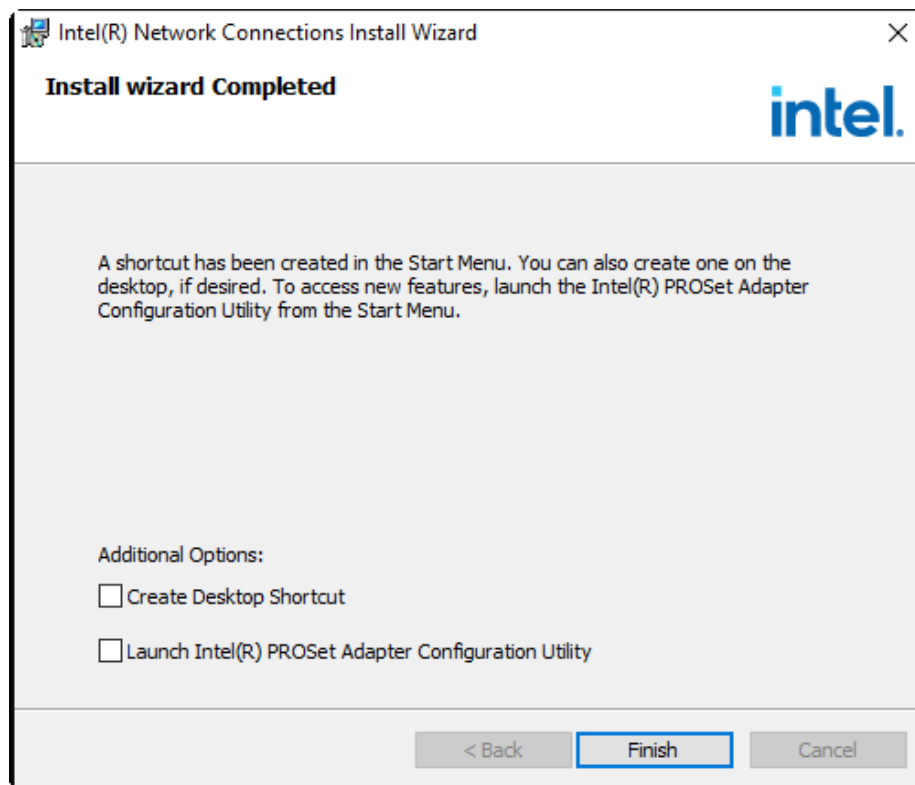 Intel(R) Network Connections Install Wizard
Install wizard Completed
intel.
A shortcut has been created in the Start Menu. You can also create one on the
desktop, if desired. To access new features, launch the Intel(R) PROSet Adapter
Configuration Utility from the Start Menu.
Additional Options:
Create Desktop Shortcut
Launch Intel(R) PROSet Adapter Configuration Utility
< Back
Finish
Cancel